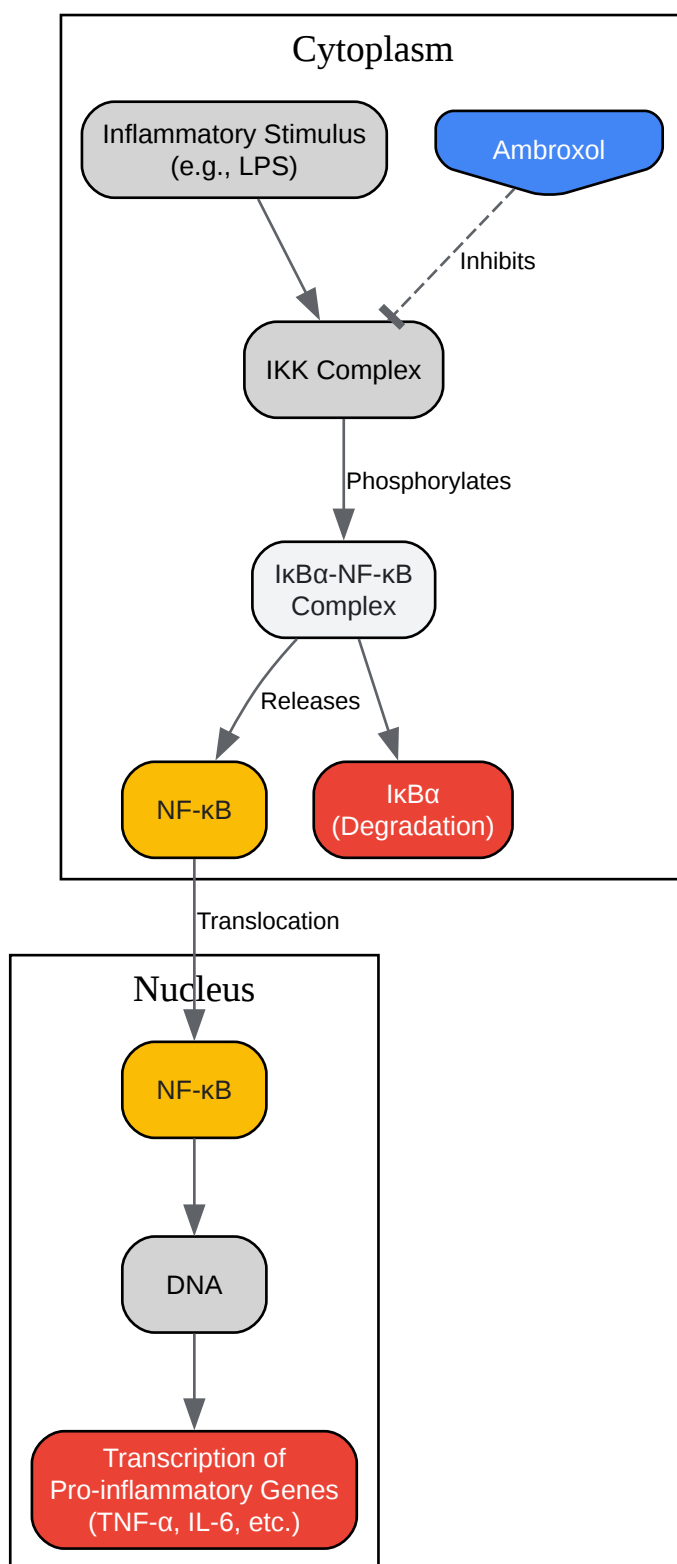 Cytoplasm
Inflammatory Stimulus
(e.g., LPS)
Ambroxol
Inhibits
IKK Complex
Phosphorylates
IκBα-NF-κB
Complex
Releases
NF-κB
IκBα
(Degradation)
Translocation
Nucleus
NF-κB
DNA
Transcription of
Pro-inflammatory Genes
(TNF-α, IL-6, etc.)